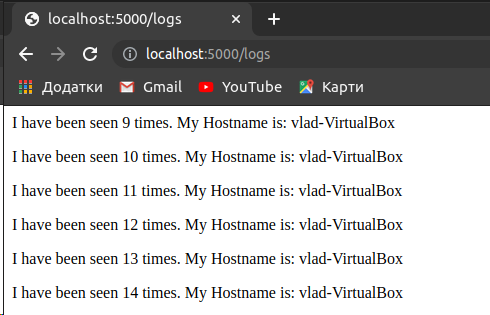 localhost:5000/logs
localhost:5000/logs
Додатки Gmail YouTube Карти
I have been seen 9 times. My Hostname is: vlad-VirtualBox
I have been seen 10 times. My Hostname is: vlad-VirtualBox
I have been seen 11 times. My Hostname is: vlad-VirtualBox
I have been seen 12 times. My Hostname is: vlad-VirtualBox
I have been seen 13 times. My Hostname is: vlad-VirtualBox
I have been seen 14 times. My Hostname is: vlad-VirtualBox